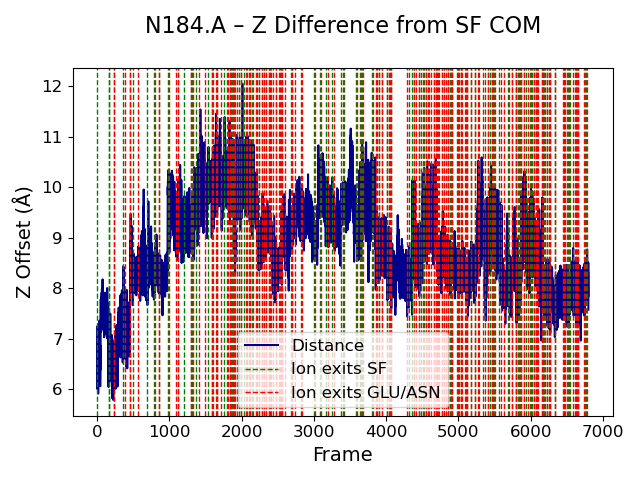 N184.A – Z Difference from SF COM
Z Offset (Å)
12
11
10
9
8
7
6
Distance
Ion exits SF
Ion exits GLU/ASN
0 1000 2000 3000 4000 5000 6000 7000
Frame